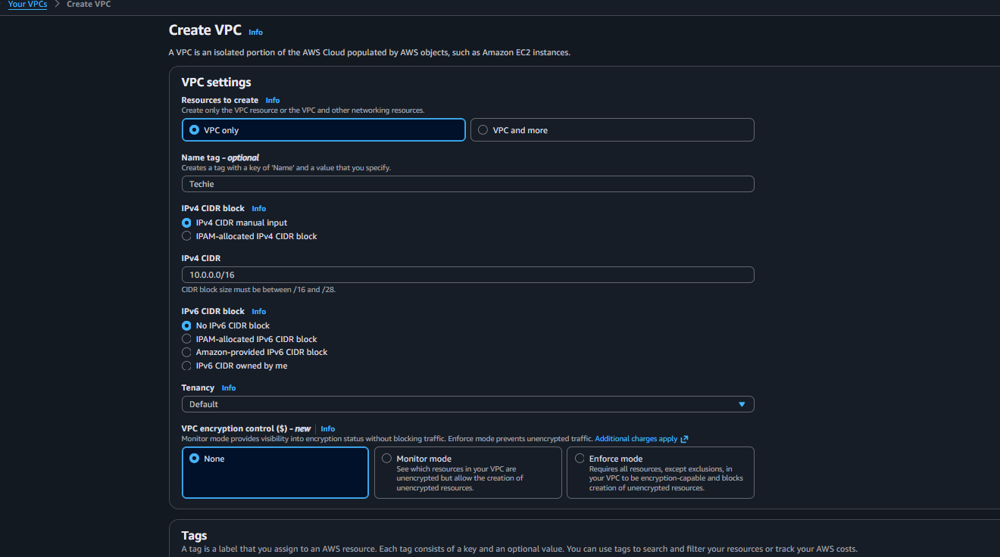 Your VPCs > Create VPC
Create VPC Info
A VPC is an isolated portion of the AWS Cloud populated by AWS objects, such as Amazon EC2 instances.
VPC settings
Resources to create Info
Create only the VPC resource or the VPC and other networking resources.
VPC only
VPC and more
Name tag - optional
Creates a tag with a key of 'Name' and a value that you specify.
Techie
IPv4 CIDR block Info
IPv4 CIDR manual input
IPAM-allocated IPv4 CIDR block
IPv4 CIDR
10.0.0.0/16
CIDR block size must be between /16 and /28.
IPv6 CIDR block Info
No IPv6 CIDR block
IPAM-allocated IPv6 CIDR block
Amazon-provided IPv6 CIDR block
IPv6 CIDR owned by me
Tenancy Info
Default
VPC encryption control ($) - new Info
Monitor mode provides visibility into encryption status without blocking traffic. Enforce mode prevents unencrypted traffic. Additional charges apply
None
Monitor mode
See which resources in your VPC are
unencrypted but allow the creation of
unencrypted resources.
Enforce mode
Requires all resources, except exclusions, in
your VPC to be encryption-capable and blocks
creation of unencrypted resources.
Tags
A tag is a label that you assign to an AWS resource. Each tag consists of a key and an optional value. You can use tags to search and filter your resources or track your AWS costs.